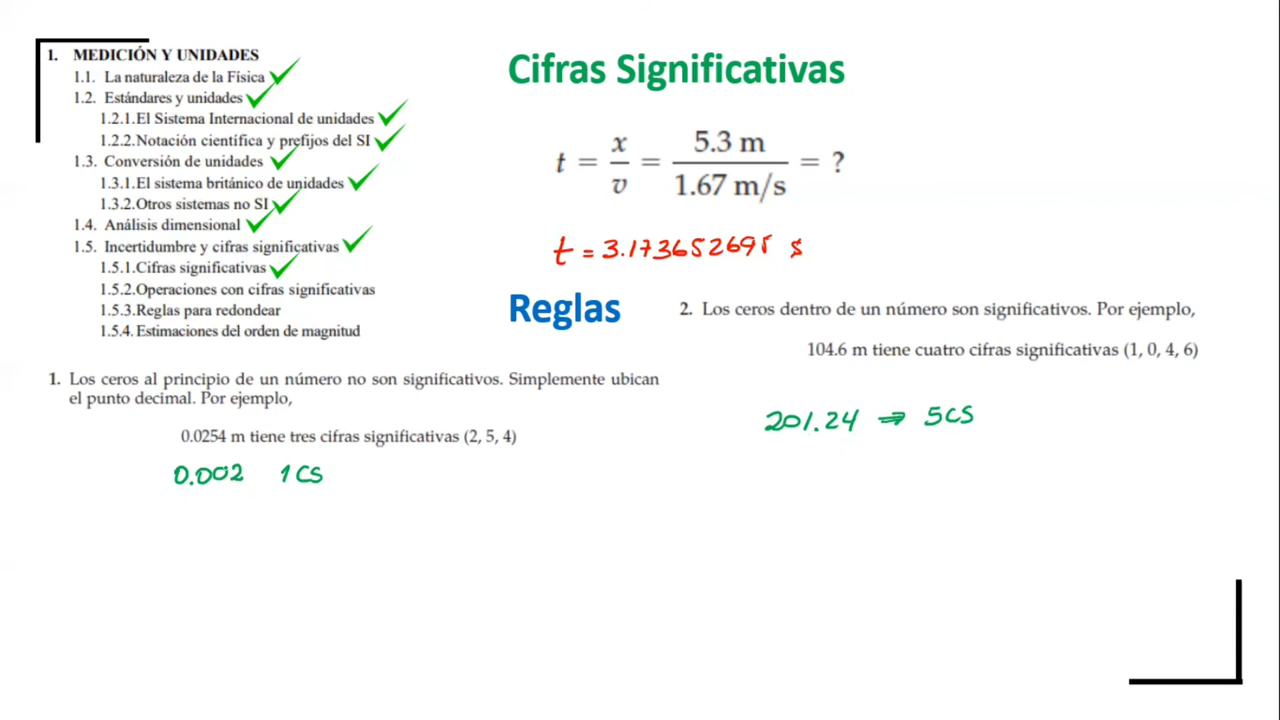 1. MEDICIÓN Y UNIDADES
1.1. La naturaleza de la Física
1.2. Estándares y unidades
1.2.1.El Sistema Internacional de unidades
1.2.2.Notación científica y prefijos del SI
1.3. Conversión de unidades
1.3.1.El sistema británico de unidades
1.3.2.Otros sistemas no SI
1.4. Análisis dimensional
1.5. Incertidumbre y cifras significativas
1.5.1.Cifras significativas
1.5.2.Operaciones con cifras significativas
1.5.3.Reglas para redondear
1.5.4.Estimaciones del orden de magnitud
Cifras Significativas
t = x/v = 5.3 m / 1.67 m/s = ?
t = 3.173652695 s
Reglas
1. Los ceros al principio de un número no son significativos. Simplemente ubican
el punto decimal. Por ejemplo,
0.0254 m tiene tres cifras significativas (2, 5, 4)
0.002 1 CS
2. Los ceros dentro de un número son significativos. Por ejemplo,
104.6 m tiene cuatro cifras significativas (1, 0, 4, 6)
201.24 ⇒ 5CS